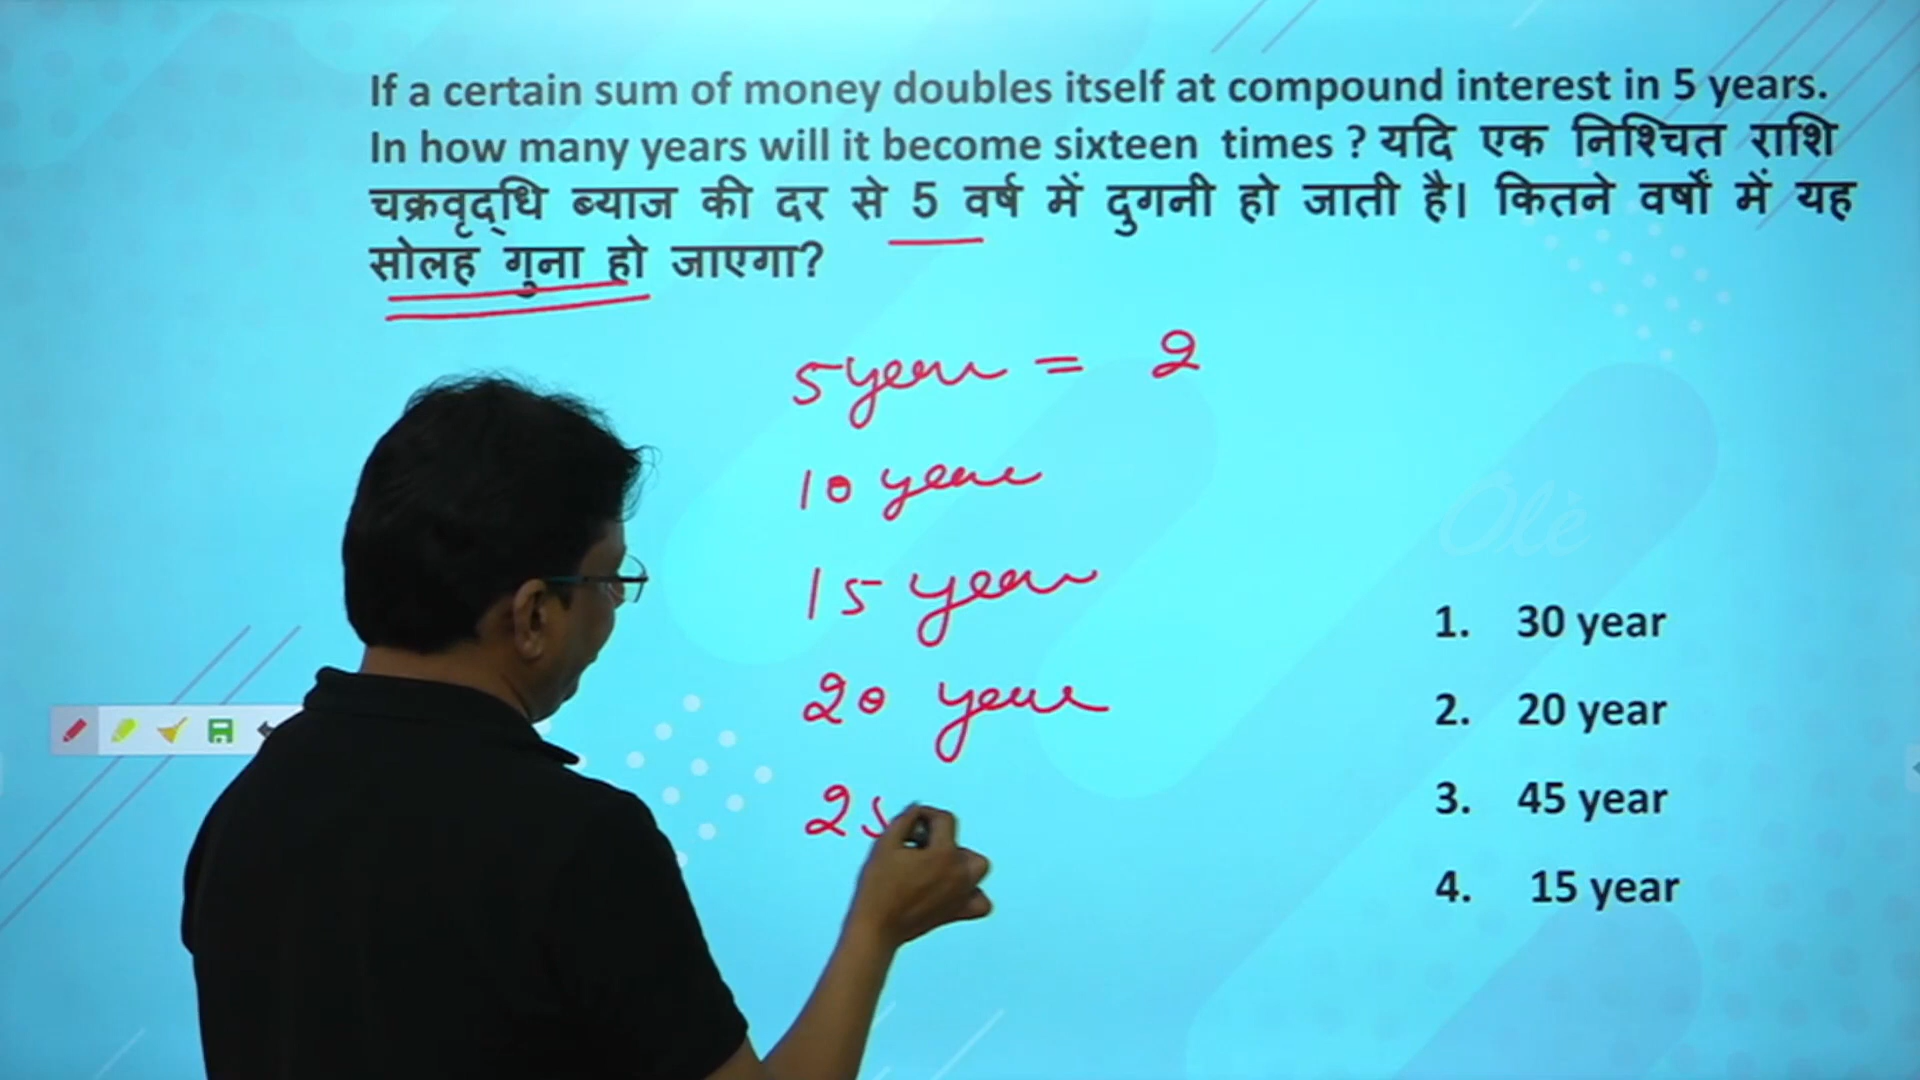 If a certain sum of money doubles itself at compound interest in 5 years.
In how many years will it become sixteen times ? यदि एक निश्चित राशि
चक्रवृद्धि ब्याज की दर से 5 वर्ष में दुगनी हो जाती है। कितने वर्षों में यह
सोलह गुना हो जाएगा?
5 year = 2
10 year
15 year
20 year
25
Olè
1. 30 year
2. 20 year
3. 45 year
4. 15 year